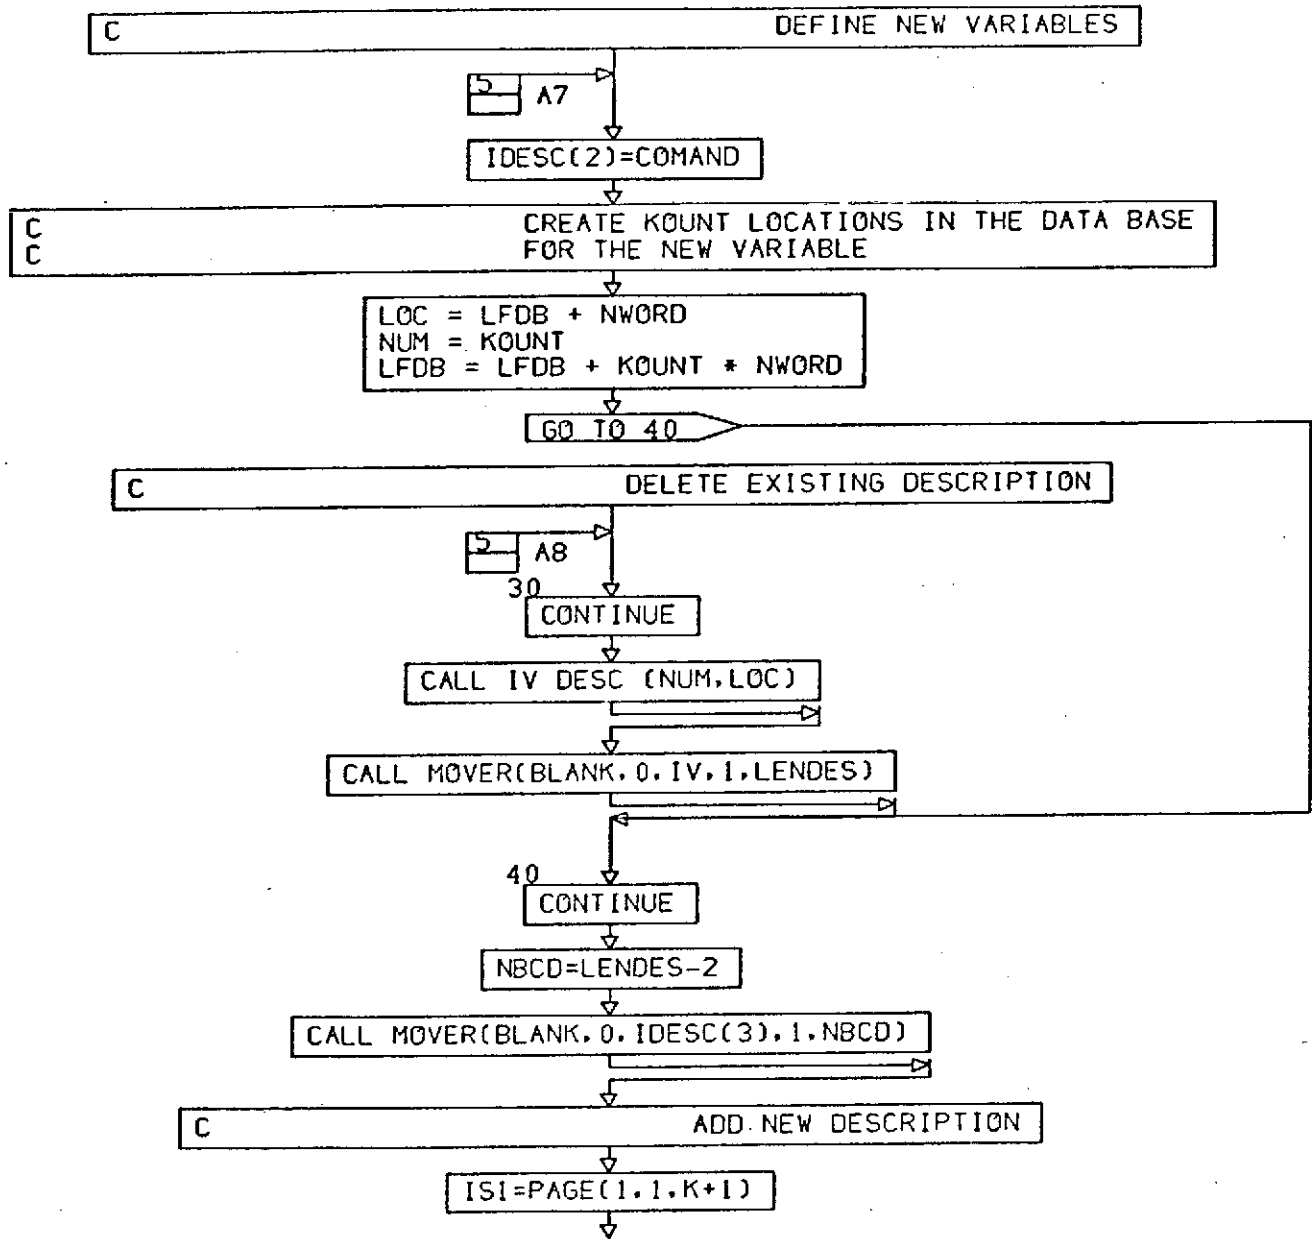 C DEFINE NEW VARIABLES
5
A7
IDESC(2)=COMAND
C CREATE KOUNT LOCATIONS IN THE DATA BASE
C FOR THE NEW VARIABLE
LOC = LFDB + NWORD
NUM = KOUNT
LFDB = LFDB + KOUNT * NWORD
GO TO 40
C DELETE EXISTING DESCRIPTION
5
A8
30
CONTINUE
CALL IV DESC (NUM,LOC)
CALL MOVER(BLANK,0,IV,1,LENDES)
40
CONTINUE
NBCD=LENDES-2
CALL MOVER(BLANK,0,IDESC(3),1,NBCD)
C ADD NEW DESCRIPTION
IS1=PAGE(1,1,K+1)